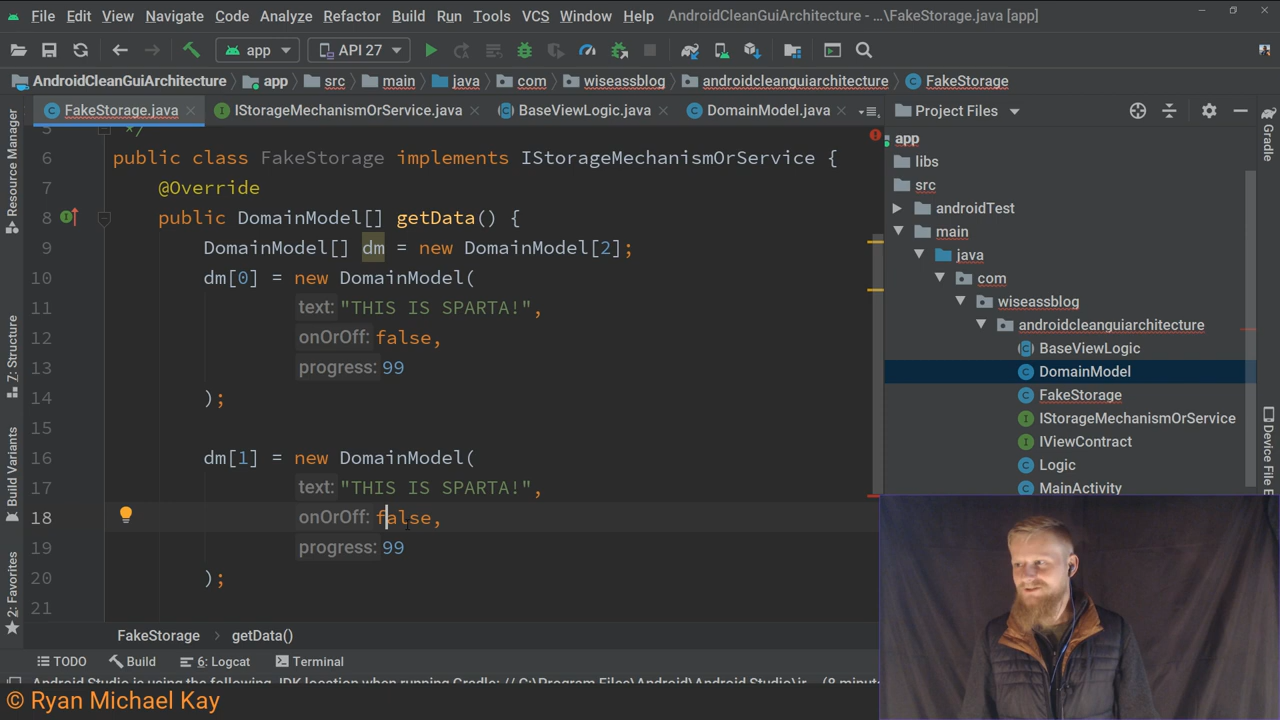 File Edit View Navigate Code Analyze Refactor Build Run Tools VCS Window Help AndroidCleanGuiArchitecture - ...\FakeStorage.java [app]
app API 27
AndroidCleanGuiArchitecture app src main java com wiseassblog androidcleanguiarchitecture FakeStorage
FakeStorage.java IStorageMechanismOrService.java BaseViewLogic.java DomainModel.java Project Files
5 */
6 public class FakeStorage implements IStorageMechanismOrService {
7 @Override
8 public DomainModel[] getData() {
9 DomainModel[] dm = new DomainModel[2];
10 dm[0] = new DomainModel(
11 text: "THIS IS SPARTA!",
12 onOrOff: false,
13 progress: 99
14 );
15
16 dm[1] = new DomainModel(
17 text: "THIS IS SPARTA!",
18 onOrOff: false,
19 progress: 99
20 );
21
app
libs
src
androidTest
main
java
com
wiseassblog
androidcleanguiarchitecture
BaseViewLogic
DomainModel
FakeStorage
IStorageMechanismOrService
IViewContract
Logic
MainActivity
Resource Manager
7: Structure
Build Variants
2: Favorites
Gradle
Device File E
FakeStorage getData()
TODO Build 6: Logcat Terminal
Android Studio is using the following JDK location when running Gradle: // C:\Program Files\Android\Android Studio\jr... (8 minute
© Ryan Michael Kay